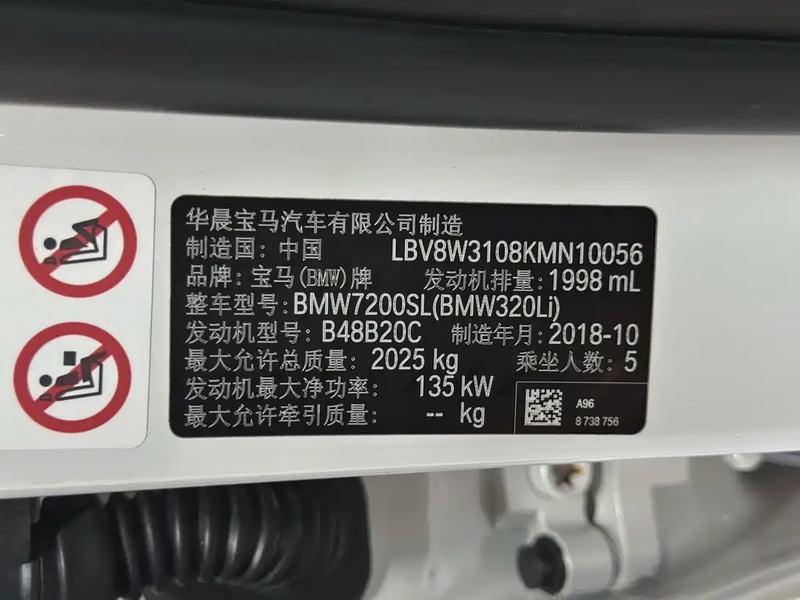 华晨宝马汽车有限公司制造
制造国: 中国 LBV8W3108KMN10056
品牌: 宝马(BMW)牌 发动机排量: 1998 mL
整车型号: BMW7200SL(BMW320Li)
发动机型号: B48B20C 制造年月: 2018-10
最大允许总质量: 2025 kg 乘坐人数: 5
发动机最大净功率: 135 kW
最大允许牵引质量: -- kg
A96
8 738 756